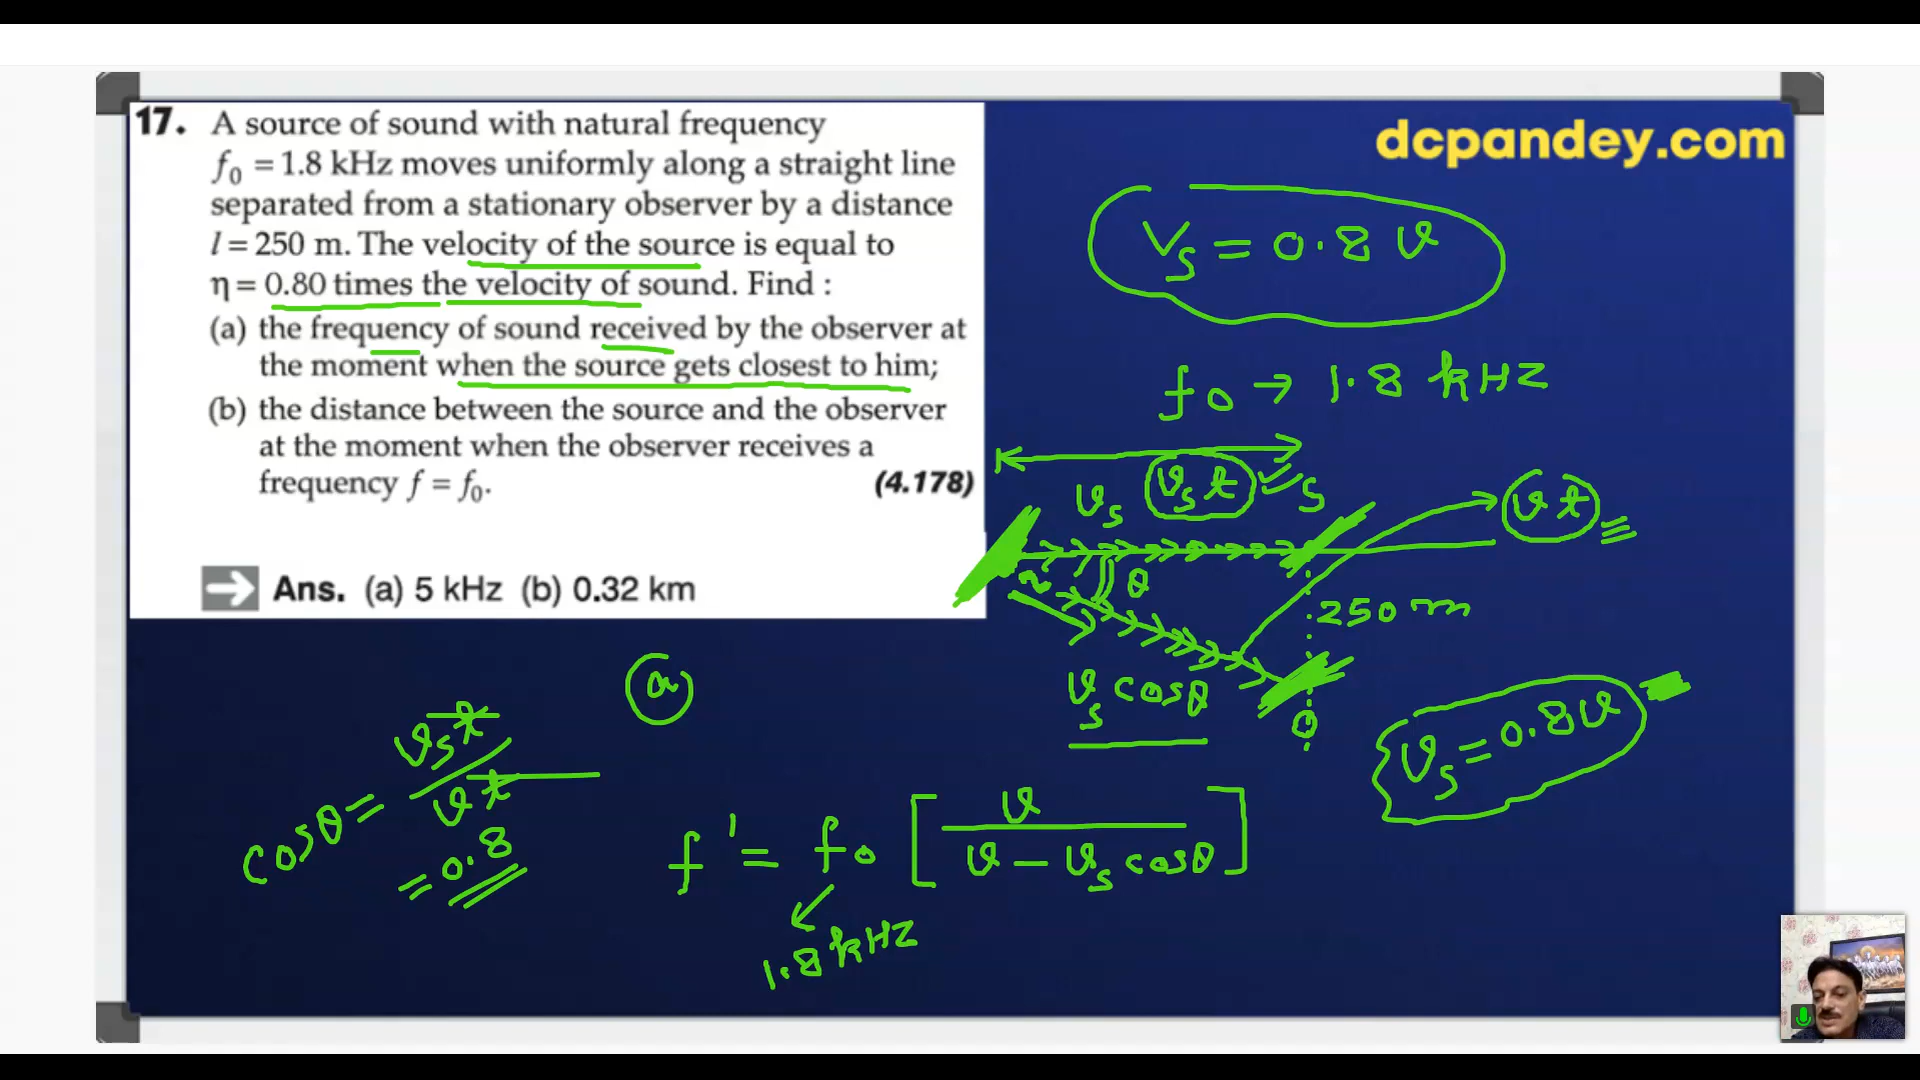 17. A source of sound with natural frequency
f₀ = 1.8 kHz moves uniformly along a straight line
separated from a stationary observer by a distance
l = 250 m. The velocity of the source is equal to
η = 0.80 times the velocity of sound. Find :
(a) the frequency of sound received by the observer at
the moment when the source gets closest to him;
(b) the distance between the source and the observer
at the moment when the observer receives a
frequency f = f₀. (4.178)
Ans. (a) 5 kHz (b) 0.32 km
dcpandey.com
Vs = 0.8 v
f₀ → 1.8 kHz
vs
vs t
S
v t
θ
250 m
vs cosθ
O
vs = 0.8v
(a)
cosθ = vs t / v t
= 0.8
f' = f₀ [ v / v − vs cosθ ]
1.8 kHz